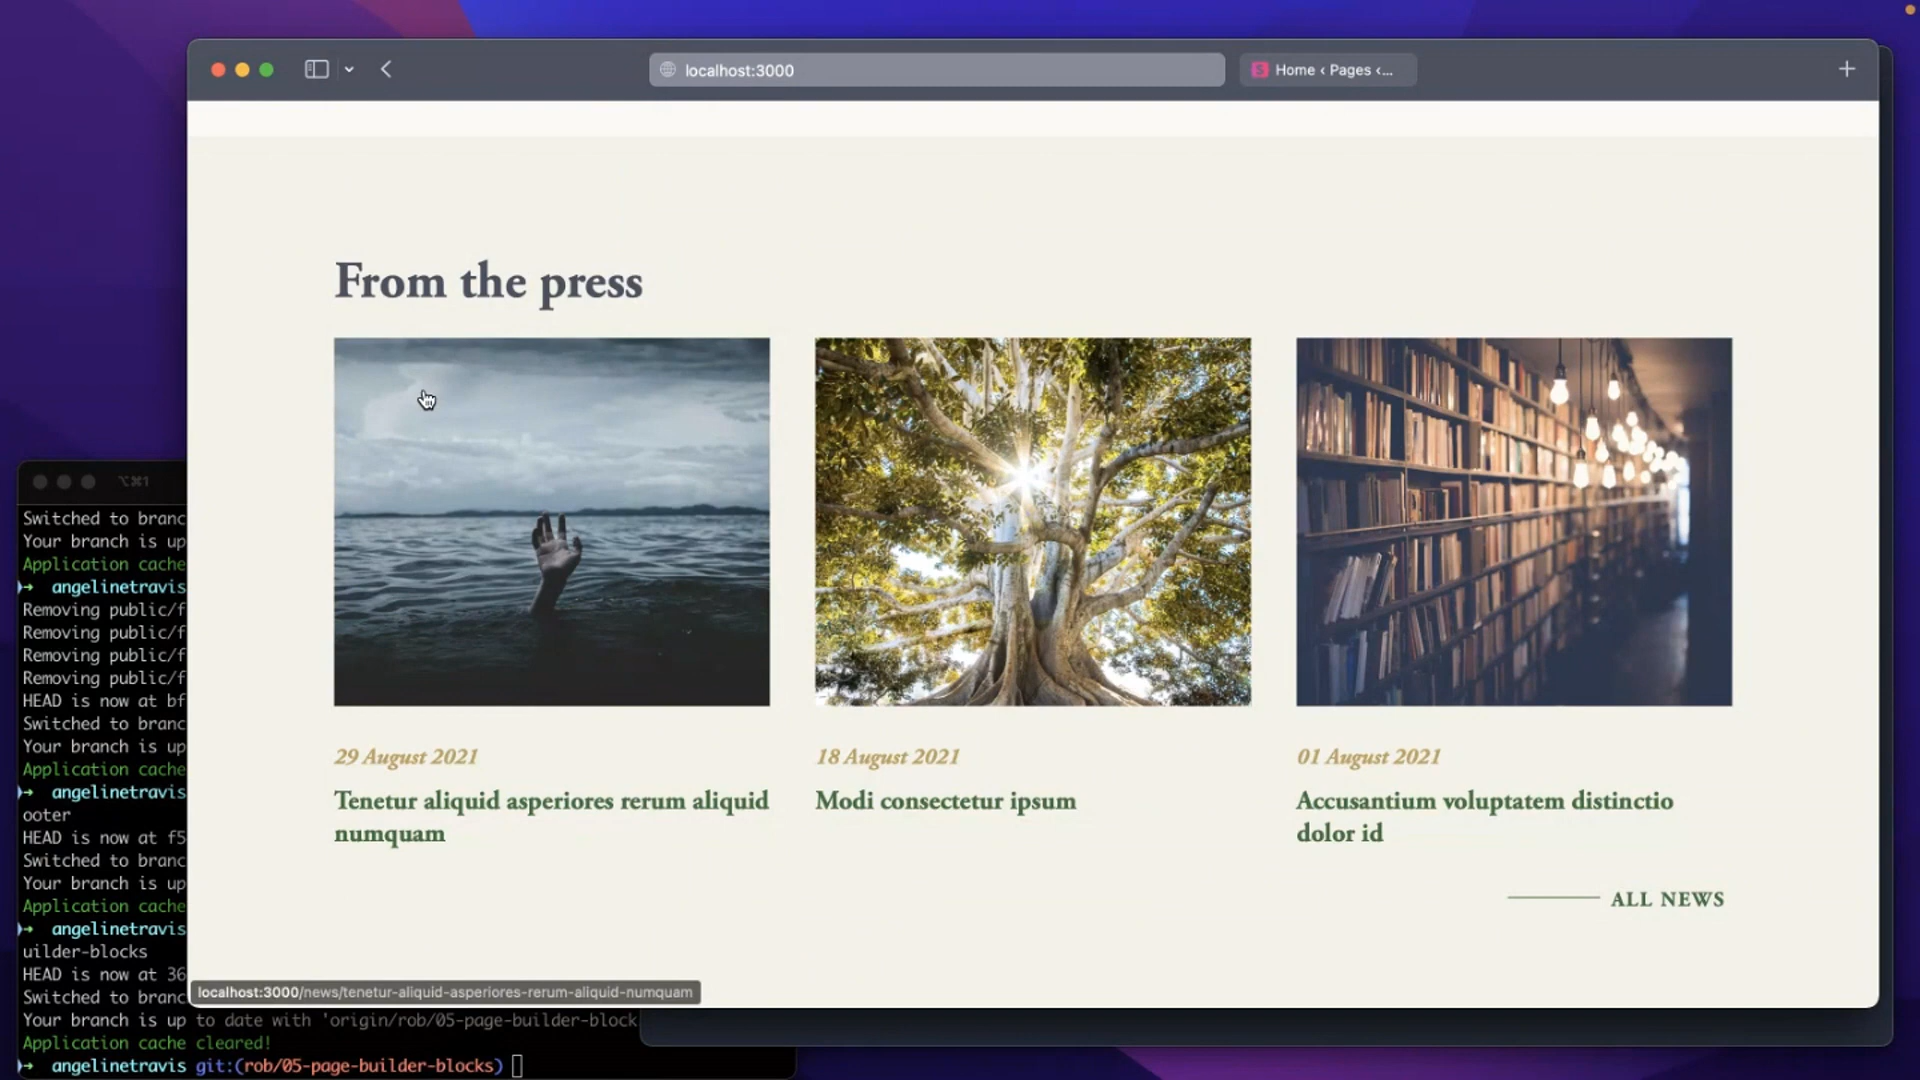 localhost:3000
Home ‹ Pages ‹...
From the press
29 August 2021
Tenetur aliquid asperiores rerum aliquid
numquam
18 August 2021
Modi consectetur ipsum
01 August 2021
Accusantium voluptatem distinctio
dolor id
ALL NEWS
localhost:3000/news/tenetur-aliquid-asperiores-rerum-aliquid-numquam
⌥⌘1
Switched to branc
Your branch is up
Application cache
➜ angelinetravis
Removing public/f
Removing public/f
Removing public/f
Removing public/f
HEAD is now at bf
Switched to branc
Your branch is up
Application cache
➜ angelinetravis
ooter
HEAD is now at f5
Switched to branc
Your branch is up
Application cache
➜ angelinetravis
uilder-blocks
HEAD is now at 36
Switched to branc
Your branch is up to date with 'origin/rob/05-page-builder-block
Application cache cleared!
➜ angelinetravis git:(rob/05-page-builder-blocks)